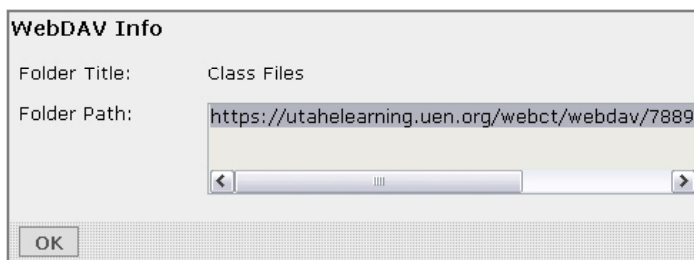 WebDAV Info
Folder Title: Class Files
Folder Path: https://utahelearning.uen.org/webct/webdav/7889
OK